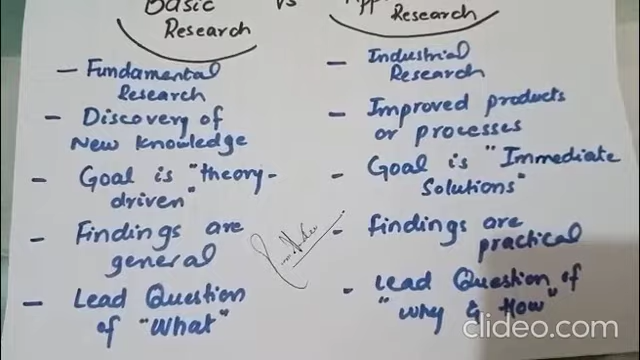 Basic vs
Research Research
- Fundamental Research
- Discovery of New Knowledge
- Goal is "theory-driven"
- Findings are general
- Lead Question of "What"
- Industrial Research
- Improved products or processes
- Goal is "Immediate Solutions"
- findings are practical
- Lead Question of "Why & How"
clideo.com